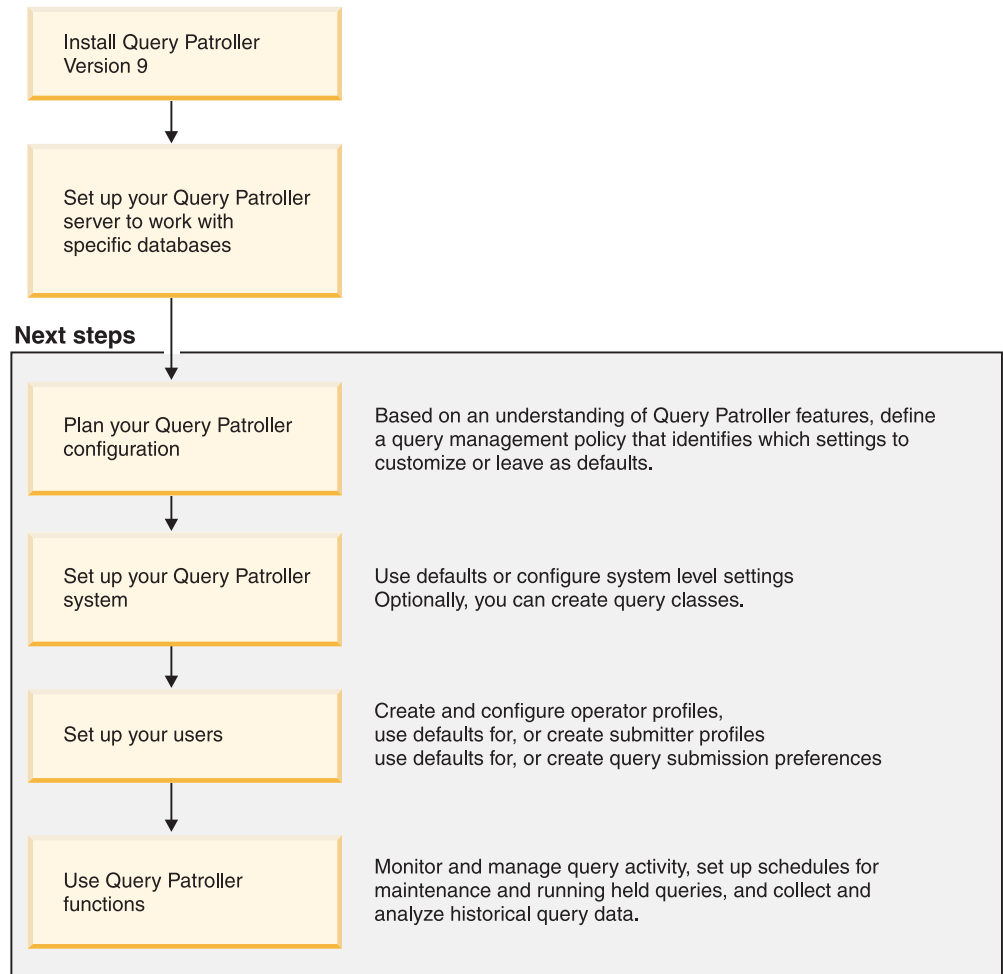 Install Query Patroller
Version 9
Set up your Query Patroller
server to work with
specific databases
Next steps
Plan your Query Patroller
configuration
Based on an understanding of Query Patroller features, define
a query management policy that identifies which settings to
customize or leave as defaults.
Set up your Query Patroller
system
Use defaults or configure system level settings
Optionally, you can create query classes.
Set up your users
Create and configure operator profiles,
use defaults for, or create submitter profiles
use defaults for, or create query submission preferences
Use Query Patroller
functions
Monitor and manage query activity, set up schedules for
maintenance and running held queries, and collect and
analyze historical query data.